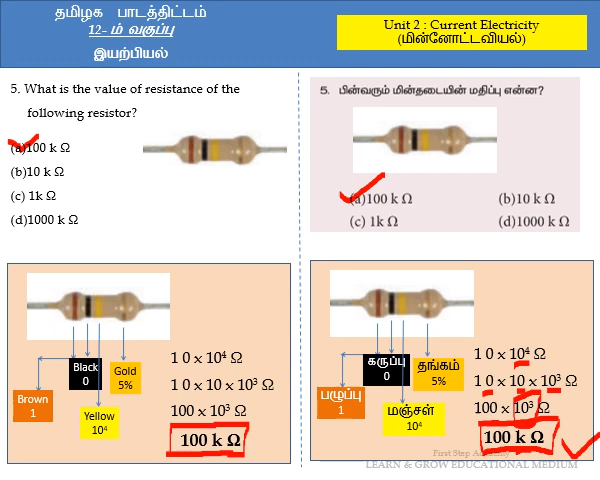 தமிழக பாடத்திட்டம்
12- ம் வகுப்பு
இயற்பியல்
Unit 2 : Current Electricity
(மின்னோட்டவியல்)
5. What is the value of resistance of the
following resistor?
(a)100 k Ω
(b)10 k Ω
(c) 1k Ω
(d)1000 k Ω
5. பின்வரும் மின்தடையின் மதிப்பு என்ன?
(a)100 k Ω
(b)10 k Ω
(c) 1k Ω
(d)1000 k Ω
Black
0
Gold
5%
Brown
1
Yellow
10⁴
1 0 x 10⁴ Ω
1 0 x 10 x 10³ Ω
100 x 10³ Ω
100 k Ω
கருப்பு
0
தங்கம்
5%
பழுப்பு
1
மஞ்சள்
10⁴
1 0 x 10⁴ Ω
1 0 x 10 x 10³ Ω
100 x 10³ Ω
100 k Ω
First Step Academy
LEARN & GROW EDUCATIONAL MEDIUM